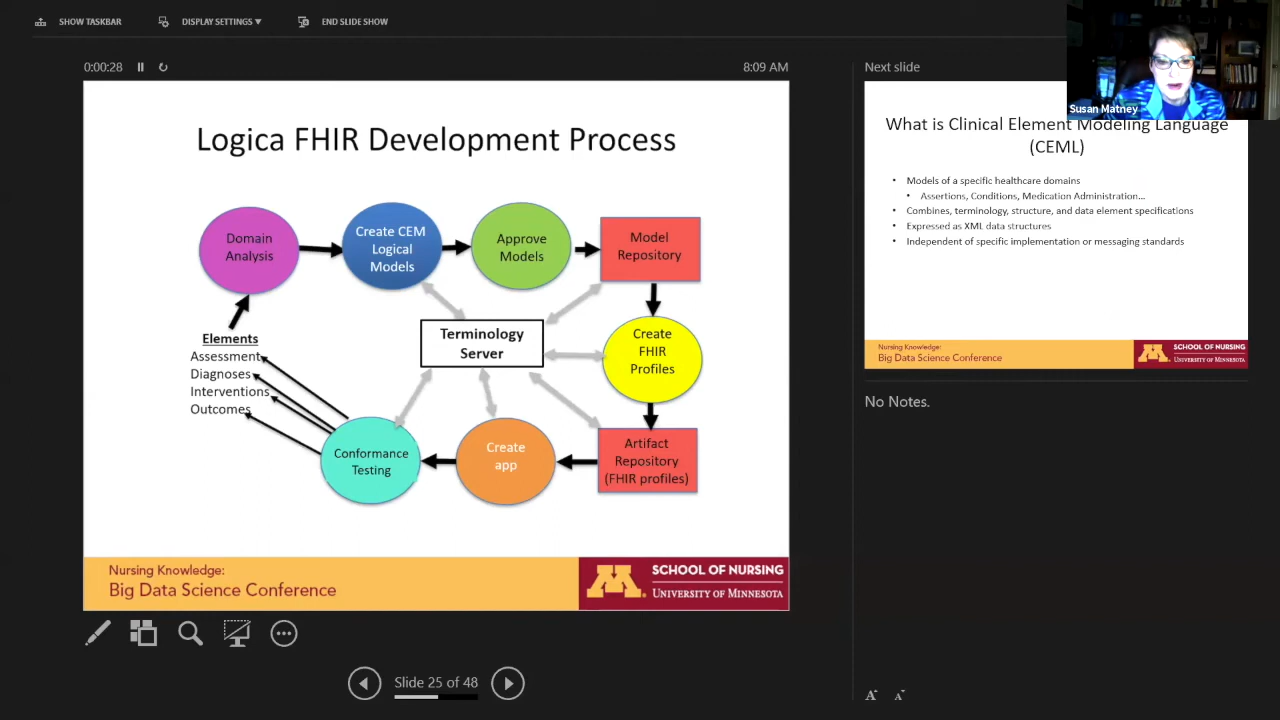 SHOW TASKBAR
DISPLAY SETTINGS
END SLIDE SHOW
0:00:28
8:09 AM
Logica FHIR Development Process
Domain
Analysis
Create CEM
Logical
Models
Approve
Models
Model
Repository
Elements
Assessment
Diagnoses
Interventions
Outcomes
Terminology
Server
Create
FHIR
Profiles
Conformance
Testing
Create
app
Artifact
Repository
(FHIR profiles)
Nursing Knowledge:
Big Data Science Conference
M
SCHOOL OF NURSING
UNIVERSITY OF MINNESOTA
Slide 25 of 48
Next slide
Susan Matney
What is Clinical Element Modeling Language
(CEML)
• Models of a specific healthcare domains
• Assertions, Conditions, Medication Administration...
• Combines, terminology, structure, and data element specifications
• Expressed as XML data structures
• Independent of specific implementation or messaging standards
Nursing Knowledge:
Big Data Science Conference
M
SCHOOL OF NURSING
UNIVERSITY OF MINNESOTA
No Notes.
A
A